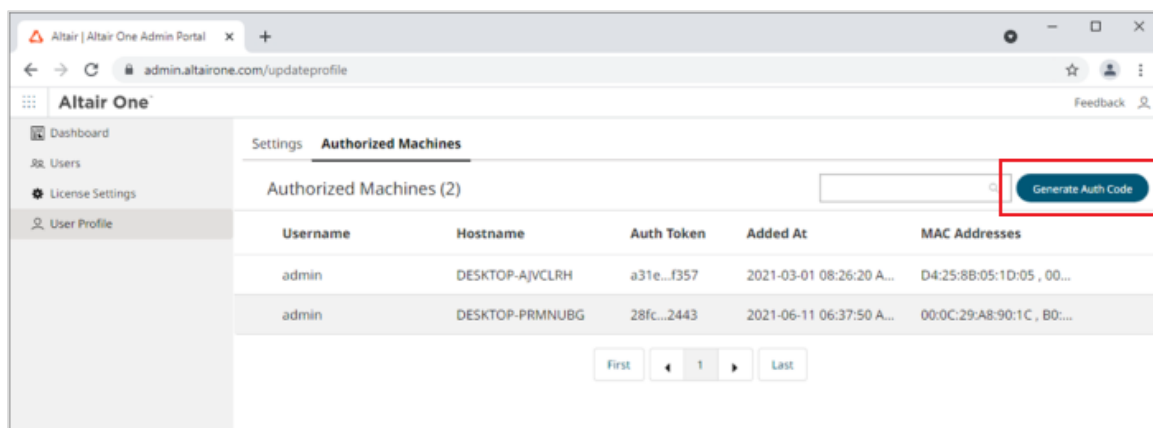 Altair | Altair One Admin Portal
admin.altairone.com/updateprofile
Altair One
Feedback
Dashboard
Users
License Settings
User Profile
Settings Authorized Machines
Authorized Machines (2)
Generate Auth Code
Username Hostname Auth Token Added At MAC Addresses
admin DESKTOP-AJVCLRH a31e...f357 2021-03-01 08:26:20 A... D4:25:8B:05:1D:05 , 00...
admin DESKTOP-PRMNUBG 28fc...2443 2021-06-11 06:37:50 A... 00:0C:29:A8:90:1C , B0:...
First 1 Last